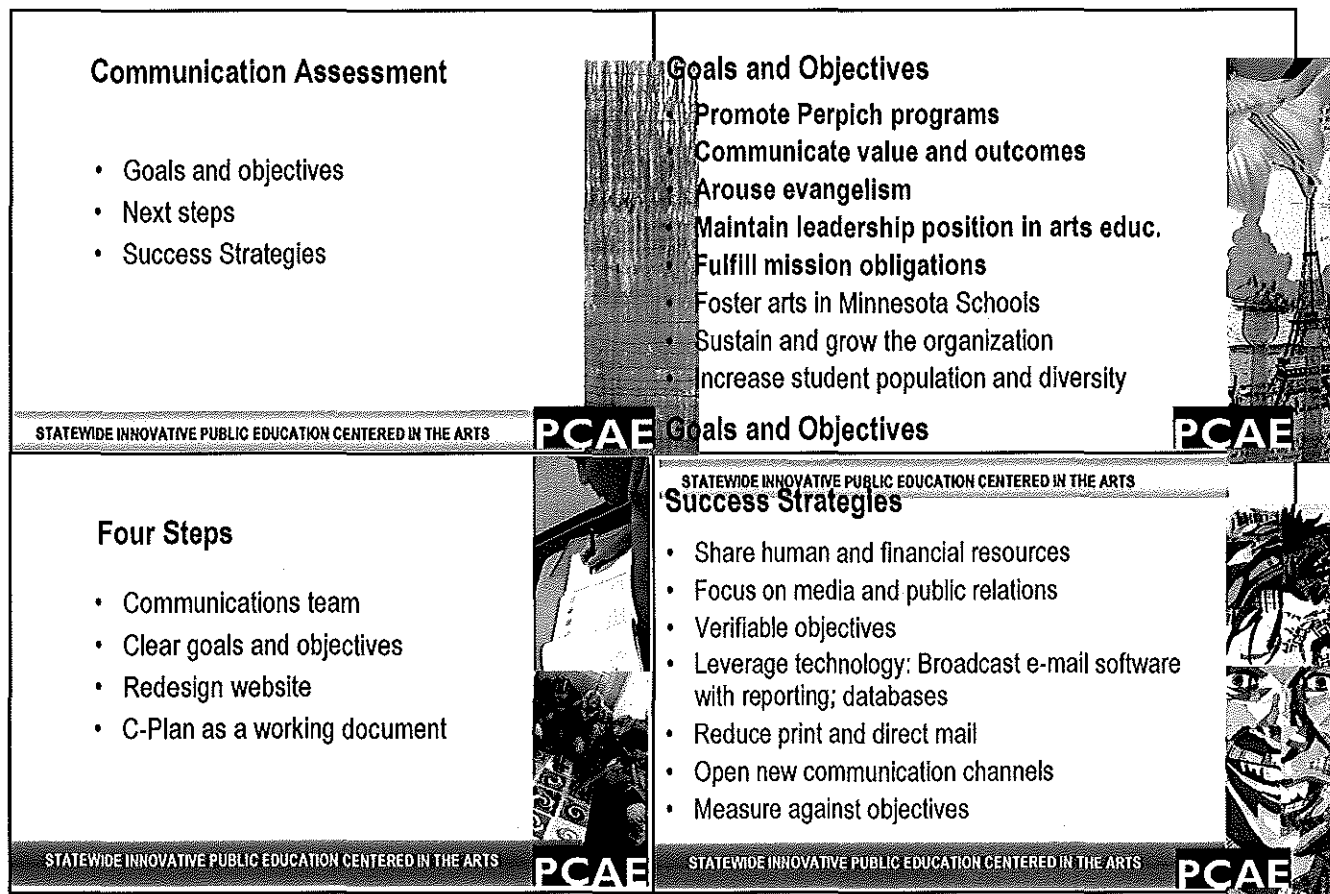 Communication Assessment
• Goals and objectives
• Next steps
• Success Strategies
STATEWIDE INNOVATIVE PUBLIC EDUCATION CENTERED IN THE ARTS
PCAE
Goals and Objectives
• Promote Perpich programs
• Communicate value and outcomes
• Arouse evangelism
• Maintain leadership position in arts educ.
• Fulfill mission obligations
• Foster arts in Minnesota Schools
• Sustain and grow the organization
• Increase student population and diversity
Goals and Objectives
PCAE
STATEWIDE INNOVATIVE PUBLIC EDUCATION CENTERED IN THE ARTS
Four Steps
• Communications team
• Clear goals and objectives
• Redesign website
• C-Plan as a working document
STATEWIDE INNOVATIVE PUBLIC EDUCATION CENTERED IN THE ARTS
PCAE
Success Strategies
• Share human and financial resources
• Focus on media and public relations
• Verifiable objectives
• Leverage technology: Broadcast e-mail software
with reporting; databases
• Reduce print and direct mail
• Open new communication channels
• Measure against objectives
STATEWIDE INNOVATIVE PUBLIC EDUCATION CENTERED IN THE ARTS
PCAE